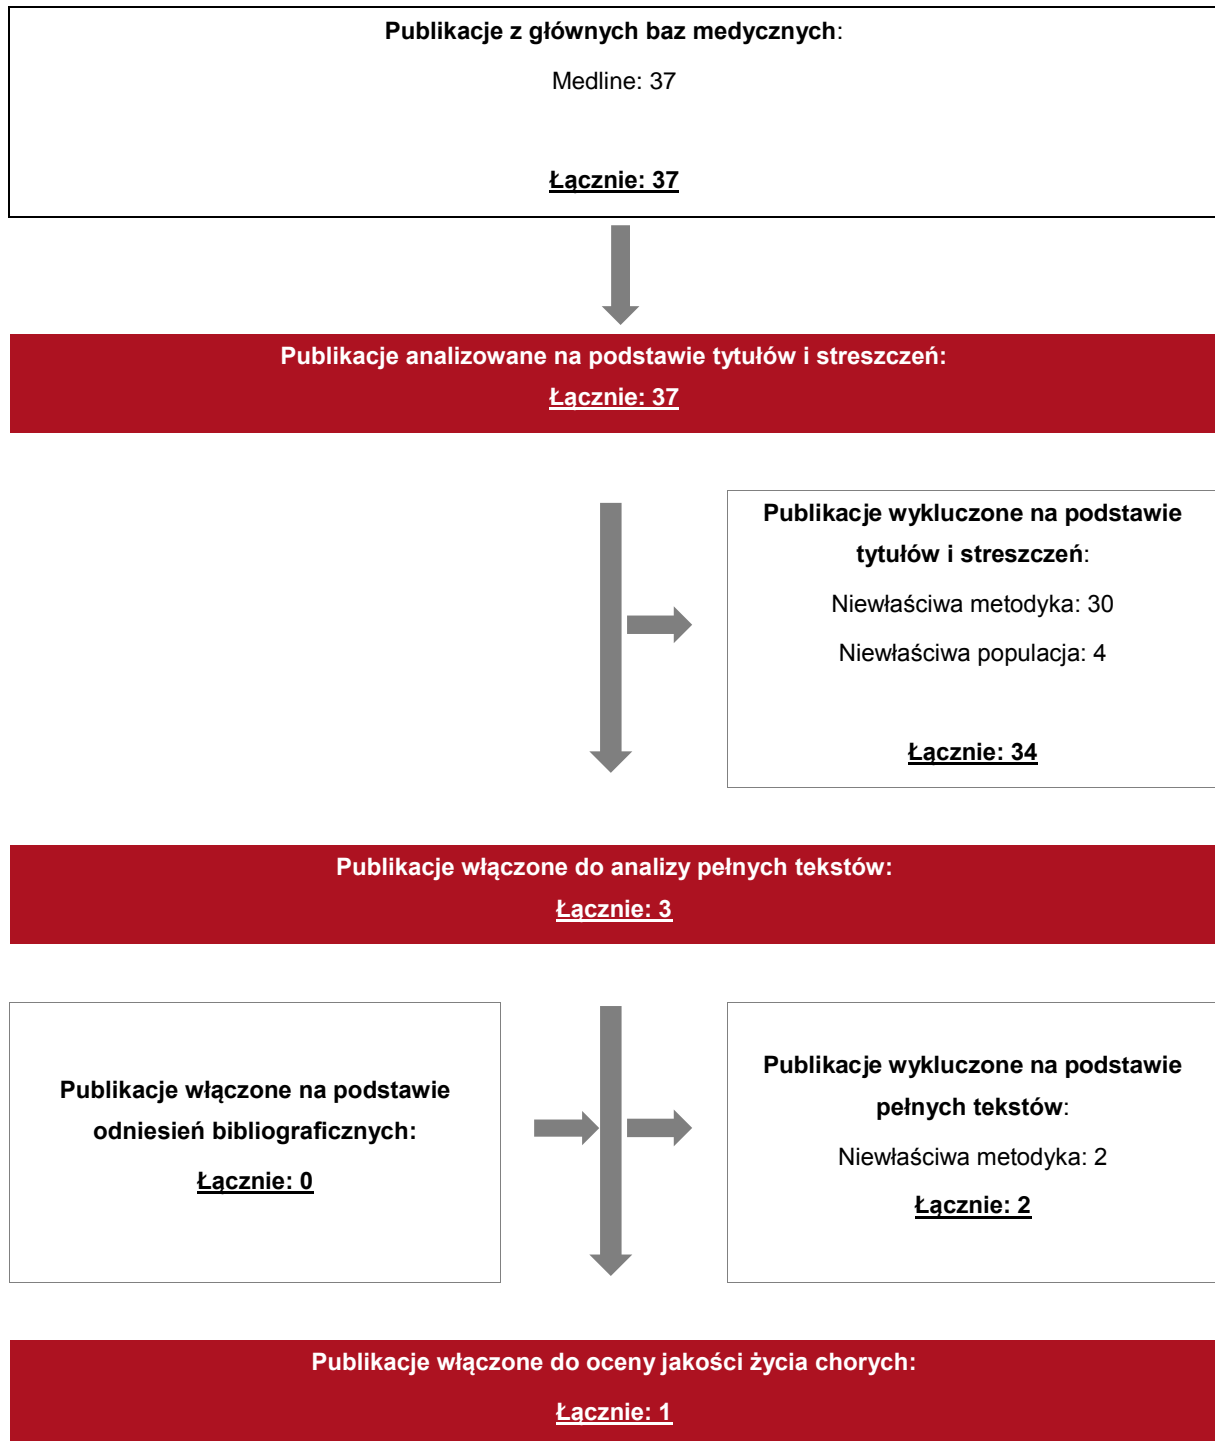 Publikacje z głównych baz medycznych:
Medline: 37
Łącznie: 37
Publikacje analizowane na podstawie tytułów i streszczeń:
Łącznie: 37
Publikacje wykluczone na podstawie
tytułów i streszczeń:
Niewłaściwa metodyka: 30
Niewłaściwa populacja: 4
Łącznie: 34
Publikacje włączone do analizy pełnych tekstów:
Łącznie: 3
Publikacje włączone na podstawie
odniesień bibliograficznych:
Łącznie: 0
Publikacje wykluczone na podstawie
pełnych tekstów:
Niewłaściwa metodyka: 2
Łącznie: 2
Publikacje włączone do oceny jakości życia chorych:
Łącznie: 1